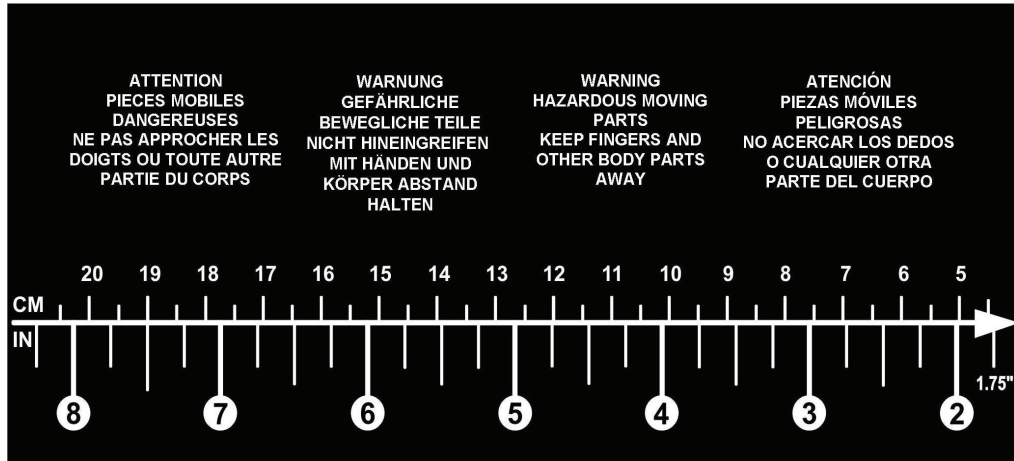 ATTENTION
PIECES MOBILES
DANGEREUSES
NE PAS APPROCHER LES
DOIGTS OU TOUTE AUTRE
PARTIE DU CORPS
WARNUNG
GEFÄHRLICHE
BEWEGLICHE TEILE
NICHT HINEINGREIFEN
MIT HÄNDEN UND
KÖRPER ABSTAND
HALTEN
WARNING
HAZARDOUS MOVING
PARTS
KEEP FINGERS AND
OTHER BODY PARTS
AWAY
ATENCIÓN
PIEZAS MÓVILES
PELIGROSAS
NO ACERCAR LOS DEDOS
O CUALQUIER OTRA
PARTE DEL CUERPO
20 19 18 17 16 15 14 13 12 11 10 9 8 7 6 5
CM
IN
1.75"
8 7 6 5 4 3 2